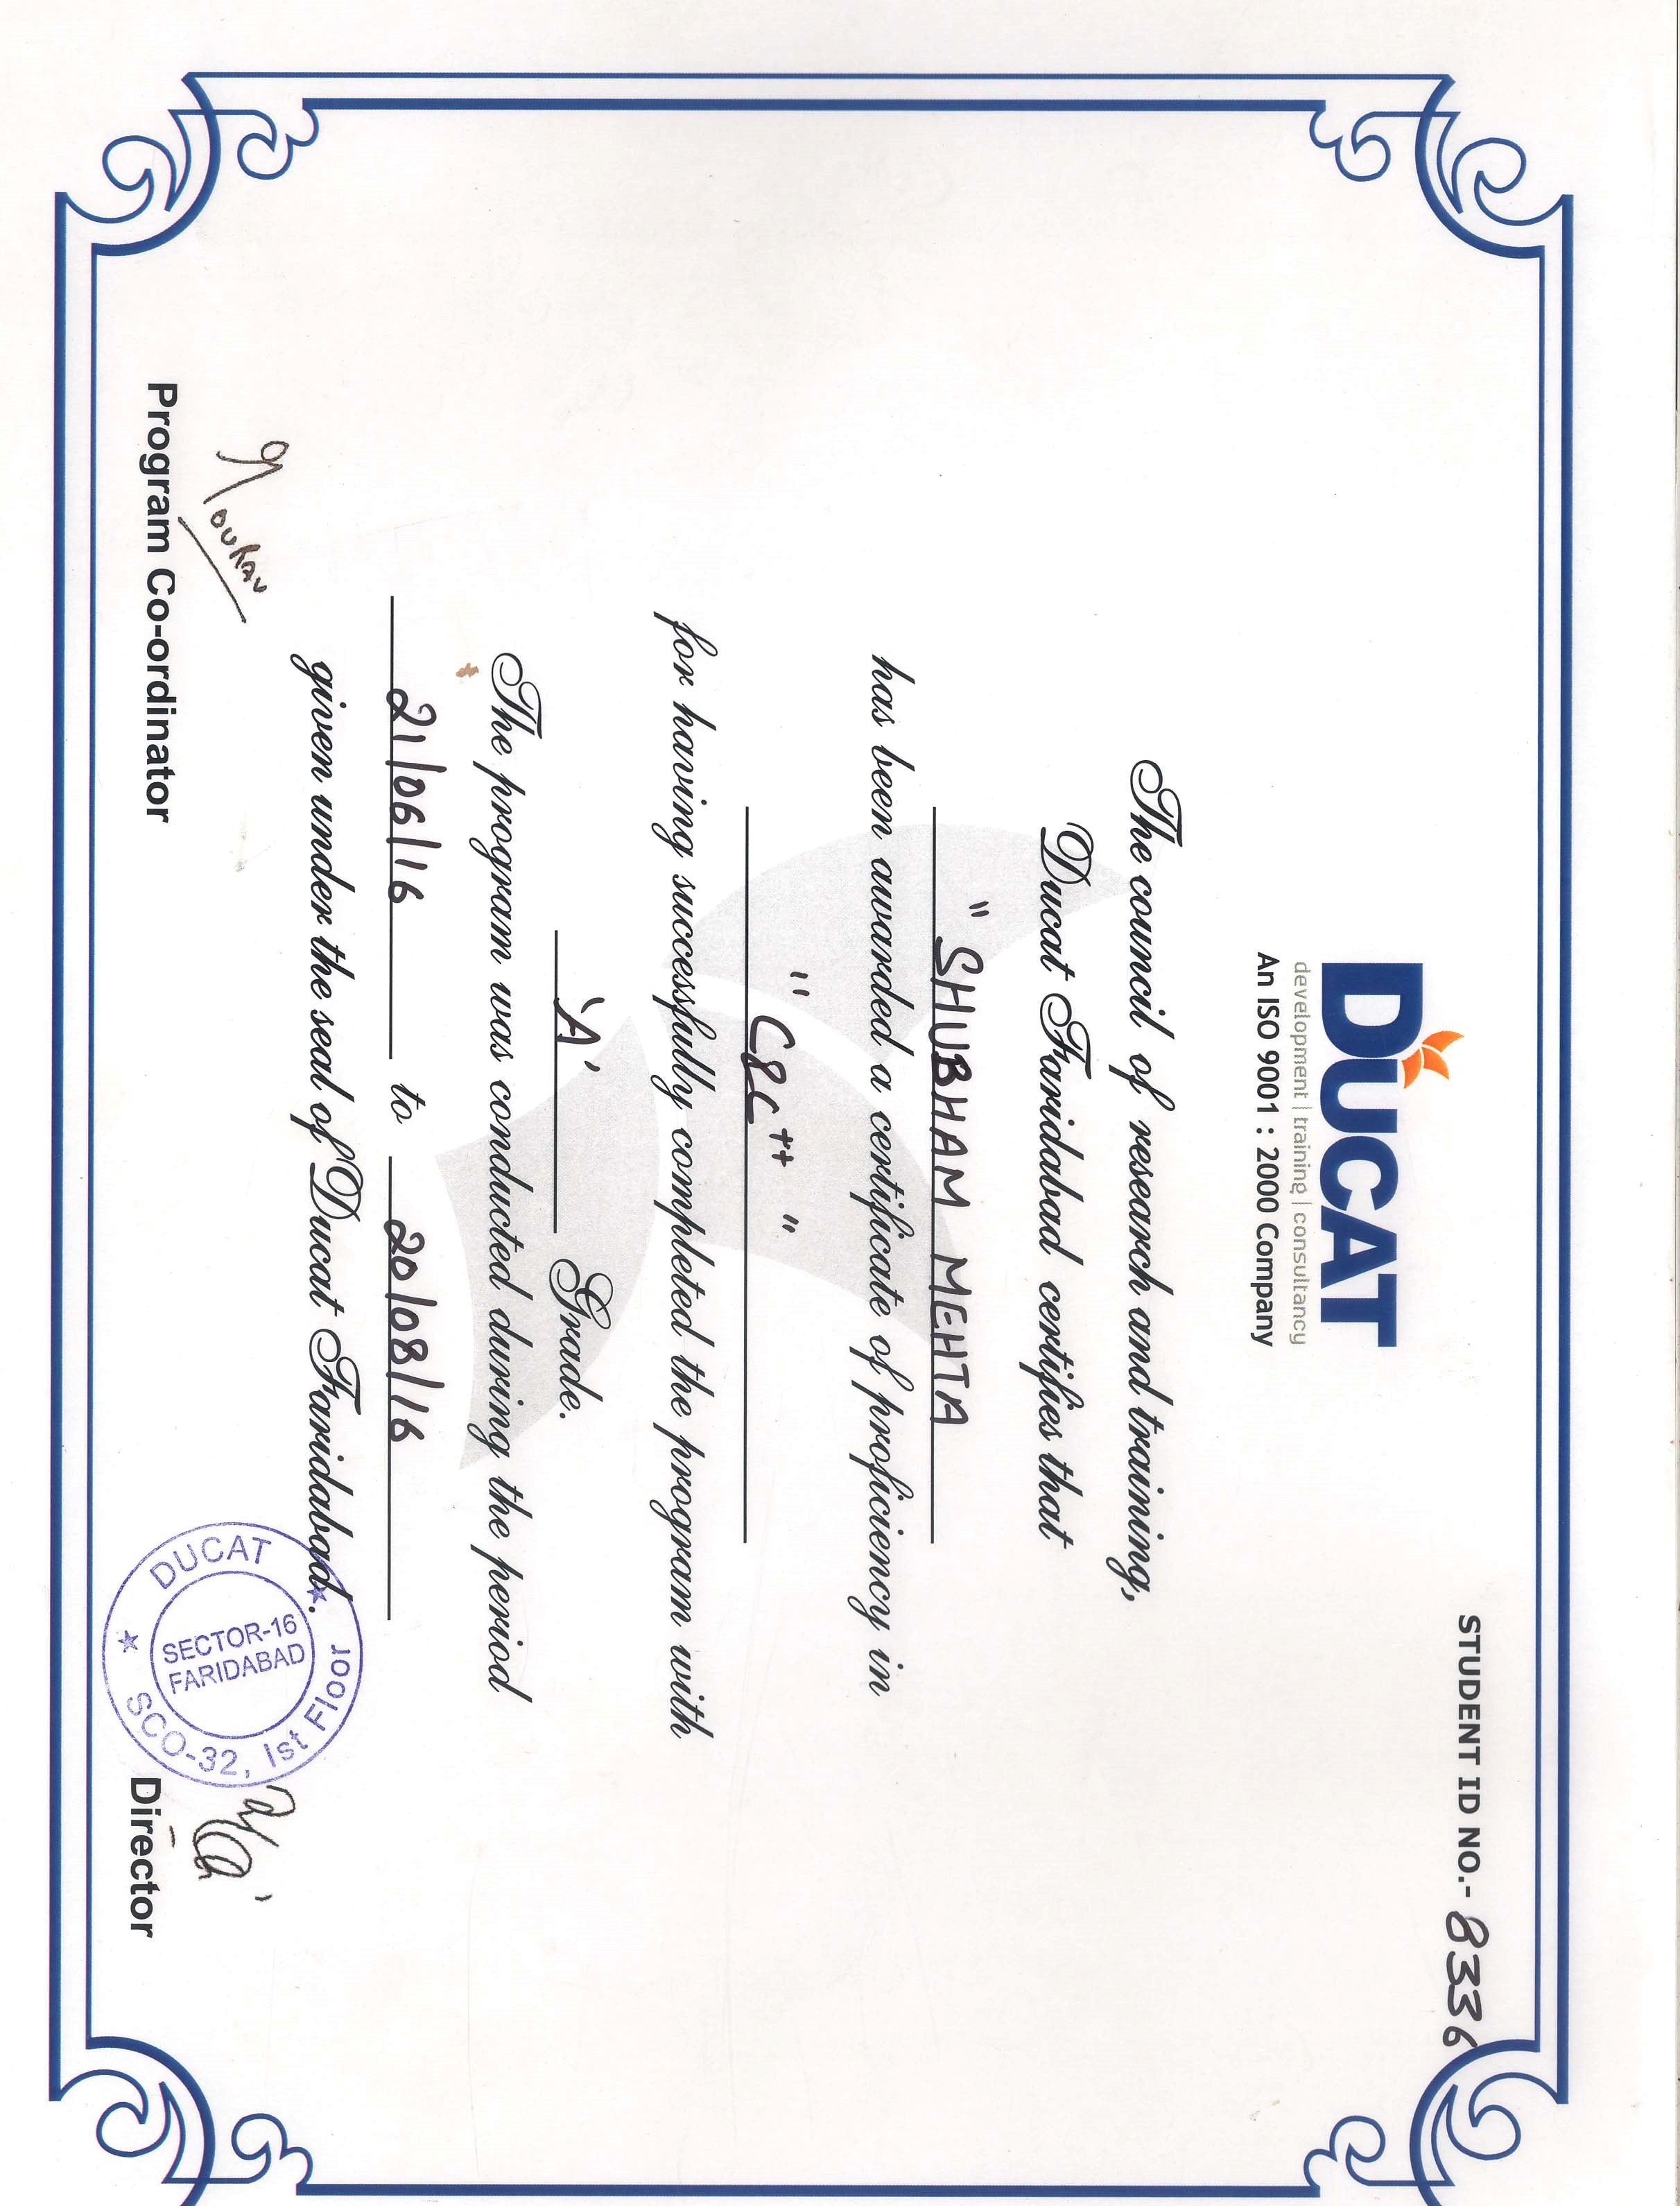 STUDENT ID NO.- 8336
DUCAT
development | training | consultancy
An ISO 9001 : 2000 Company
The council of research and training,
Ducat Faridabad certifies that
" SHUBHAM MEHTA
has been awarded a certificate of proficiency in
" C&C++ "
for having successfully completed the program with
'A' Grade.
The program was conducted during the period
21/06/16 to 20/08/16
given under the seal of Ducat Faridabad.
DUCAT
SCO-32, 1st Floor
SECTOR-16
FARIDABAD
Program Co-ordinator
Director